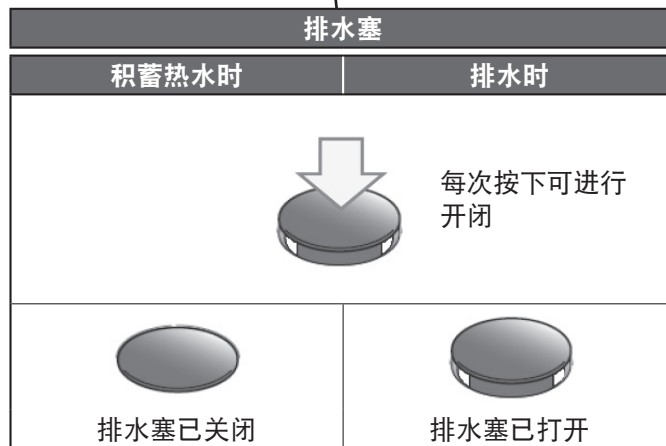 排水塞
积蓄热水时
排水时
每次按下可进行
开闭
排水塞已关闭
排水塞已打开